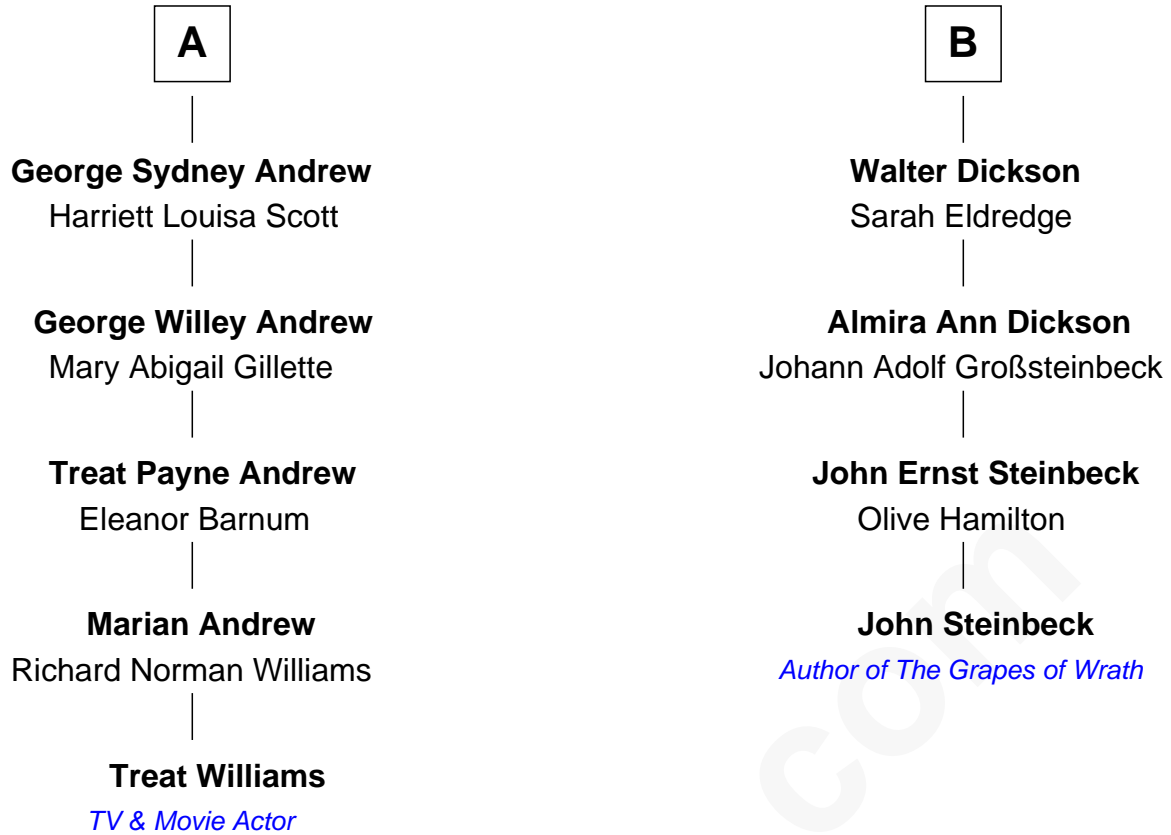 A
George Sydney Andrew
Harriett Louisa Scott
George Willey Andrew
Mary Abigail Gillette
Treat Payne Andrew
Eleanor Barnum
Marian Andrew
Richard Norman Williams
Treat Williams
TV & Movie Actor
B
Walter Dickson
Sarah Eldredge
Almira Ann Dickson
Johann Adolf Großsteinbeck
John Ernst Steinbeck
Olive Hamilton
John Steinbeck
Author of The Grapes of Wrath
com